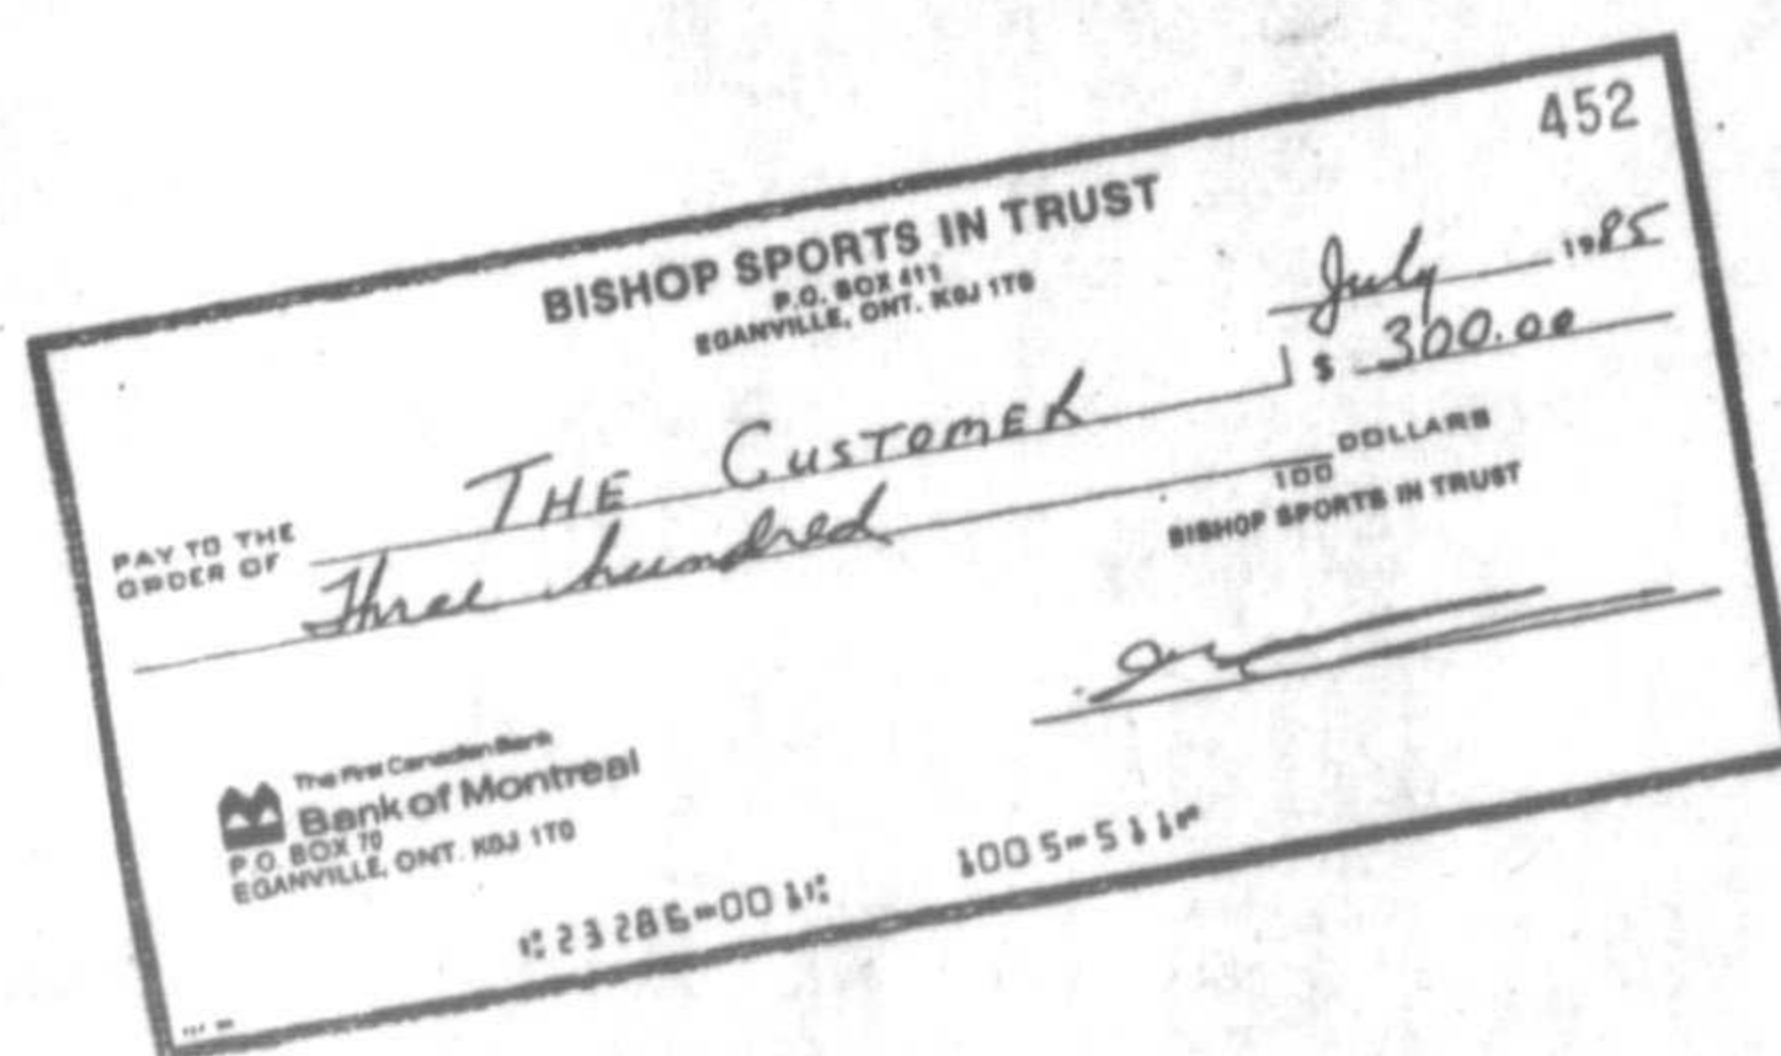 452
BISHOP SPORTS IN TRUST
P.O. BOX 411
EGANVILLE, ONT. K0J 1T0
July 1985
PAY TO THE ORDER OF THE CUSTOMER $ 300.00
Three hundred 100 DOLLARS
BISHOP SPORTS IN TRUST
The First Canadian Bank
Bank of Montreal
P.O. BOX 70
EGANVILLE, ONT. K0J 1T0
⑆23286⑉001⑆ 1005⑉511⑈